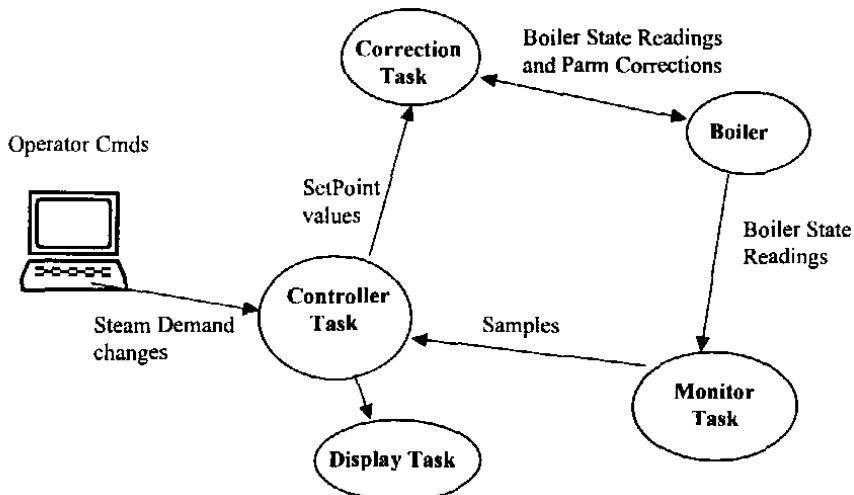 Correction
Task
Boiler State Readings
and Parm Corrections
Boiler
Operator Cmds
SetPoint
values
Boiler State
Readings
Controller
Task
Steam Demand
changes
Samples
Monitor
Task
Display Task